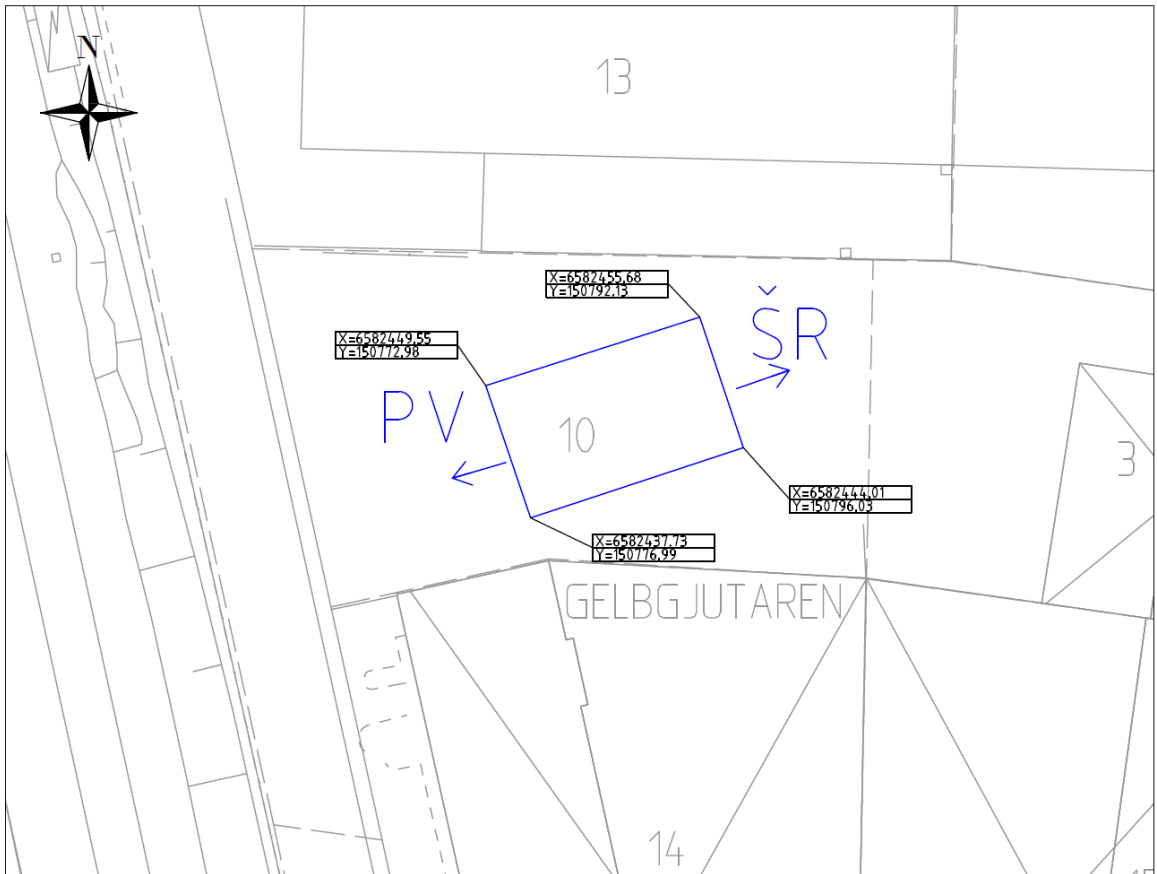 N
13
X=6582455,68
Y=150792,13
ŠR
X=6582449,55
Y=150772,98
PV
10
3
X=6582444,01
Y=150796,03
X=6582437,73
Y=150776,99
GELBGJUTAREN
14